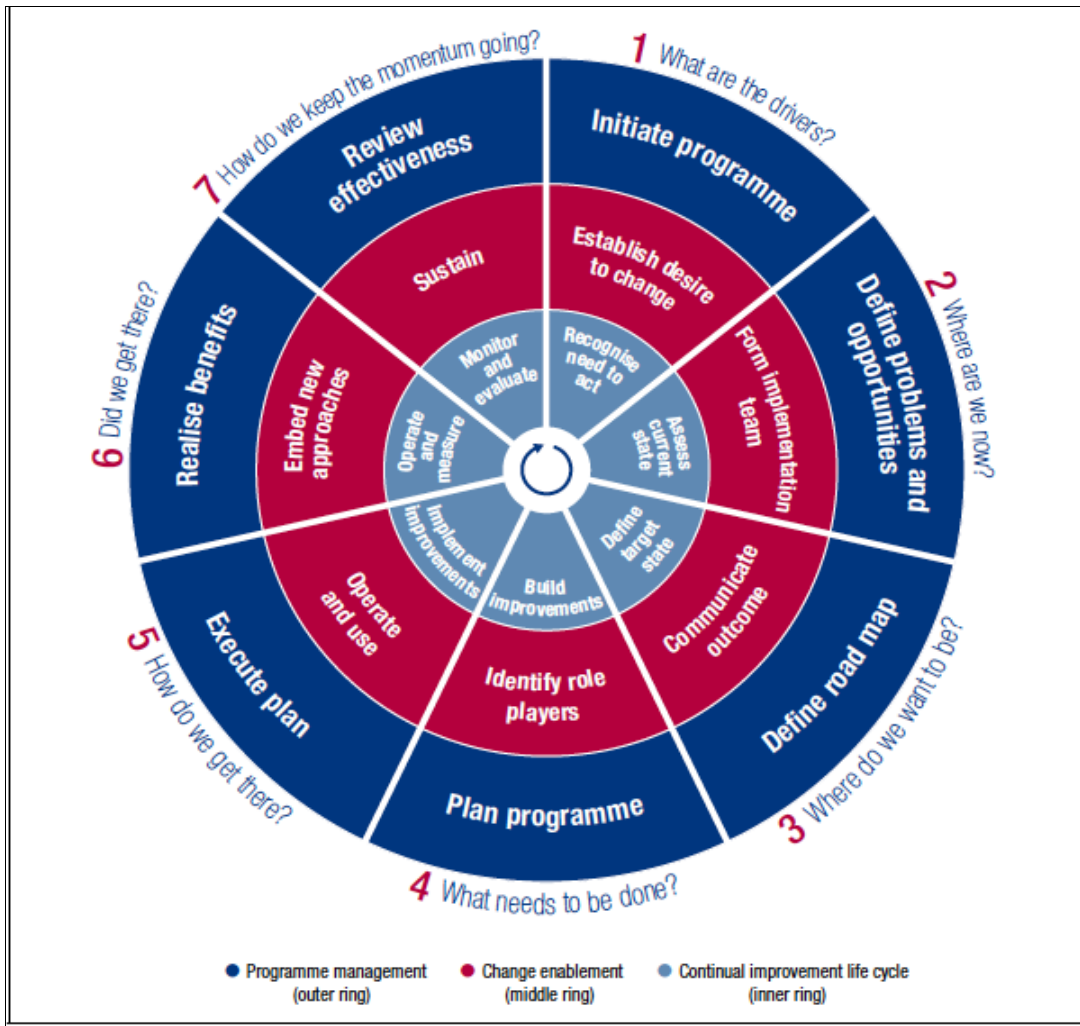 1 What are the drivers?
Initiate programme
Establish desire
to change
Recognise
need to
act
2 Where are we now?
Define problems and
opportunities
Form implementation
team
Assess
current
state
3 Where do we want to be?
Define road map
Communicate
outcome
Define
target
state
4 What needs to be done?
Plan programme
Identify role
players
Build
improvements
5 How do we get there?
Execute plan
Operate
and use
Implement
improvements
6 Did we get there?
Realise benefits
Embed new
approaches
Operate
and
measure
7 How do we keep the momentum going?
Review
effectiveness
Sustain
Monitor
and
evaluate
Programme management
(outer ring)
Change enablement
(middle ring)
Continual improvement life cycle
(inner ring)